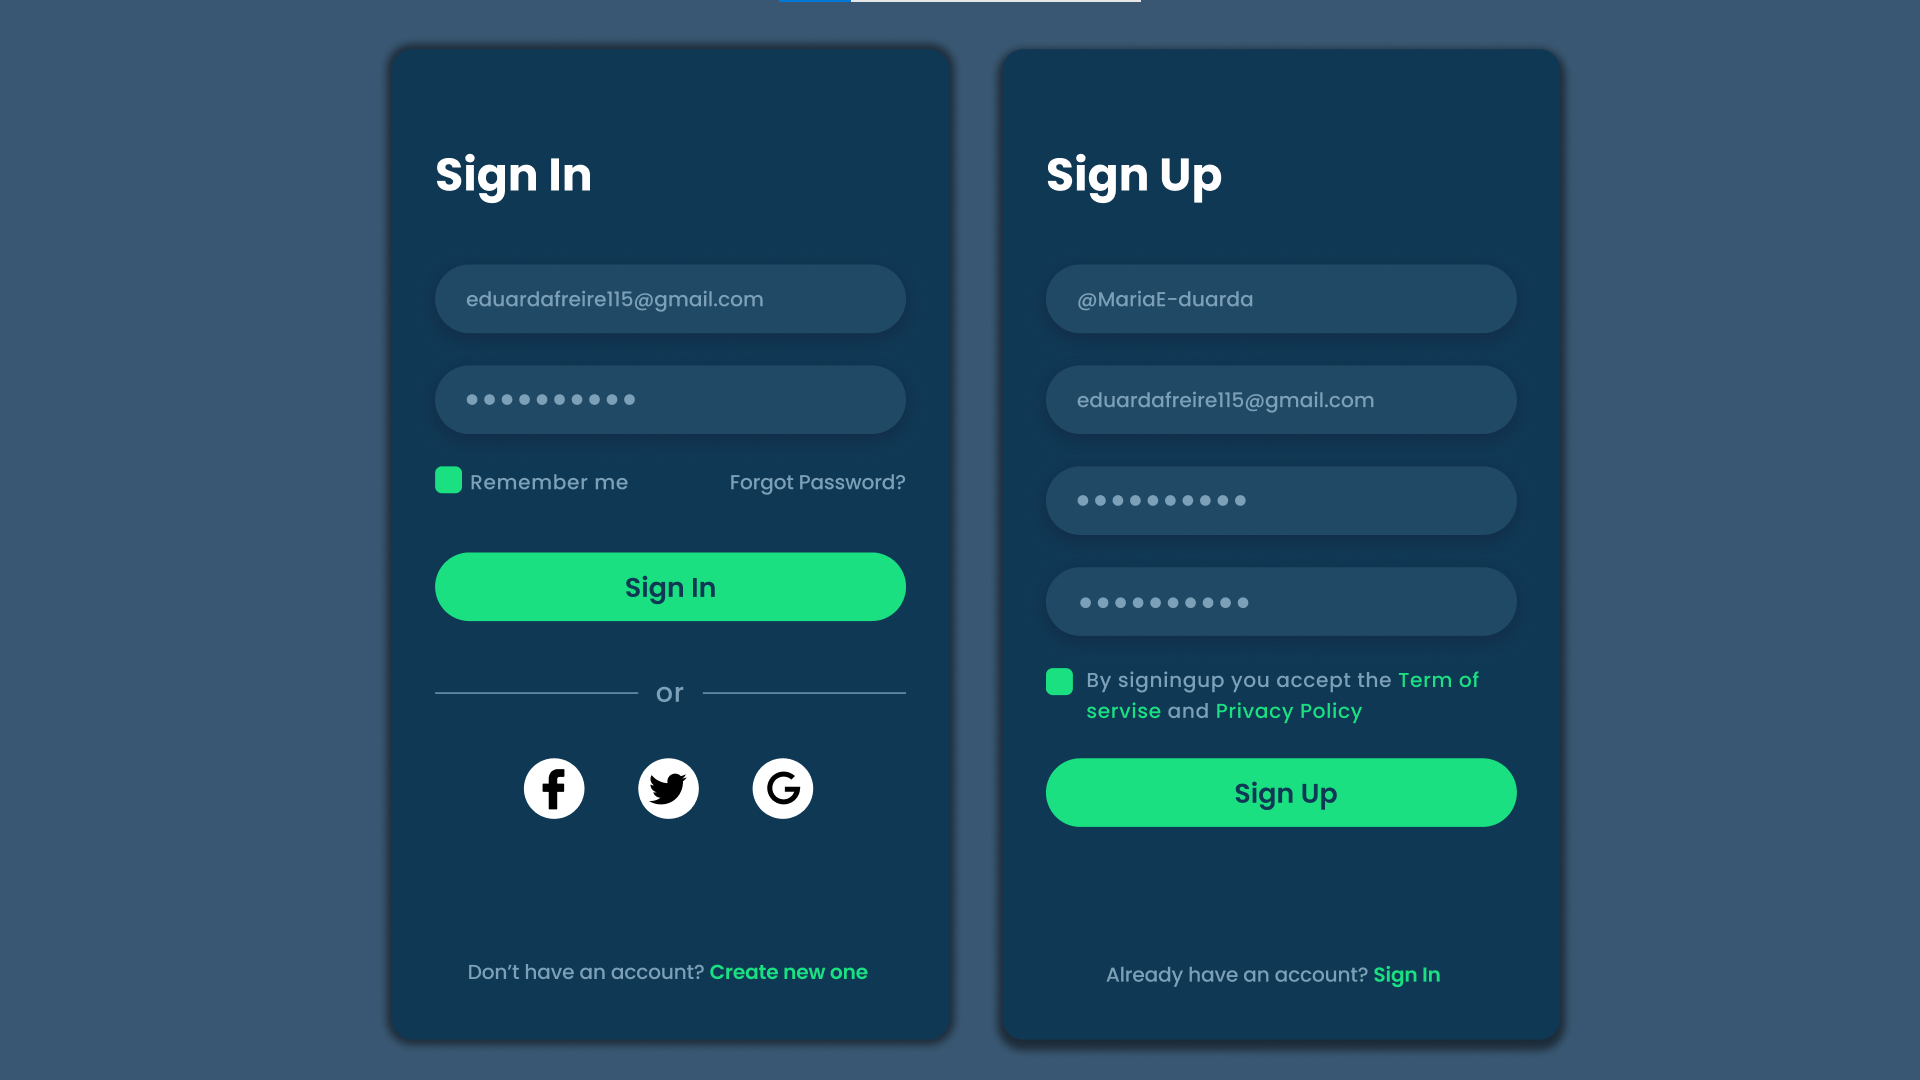 Sign In
eduardafreire115@gmail.com
Remember me
Forgot Password?
Sign In
or
Don't have an account? Create new one
Sign Up
@MariaE-duarda
eduardafreire115@gmail.com
By signingup you accept the Term of
servise and Privacy Policy
Sign Up
Already have an account? Sign In